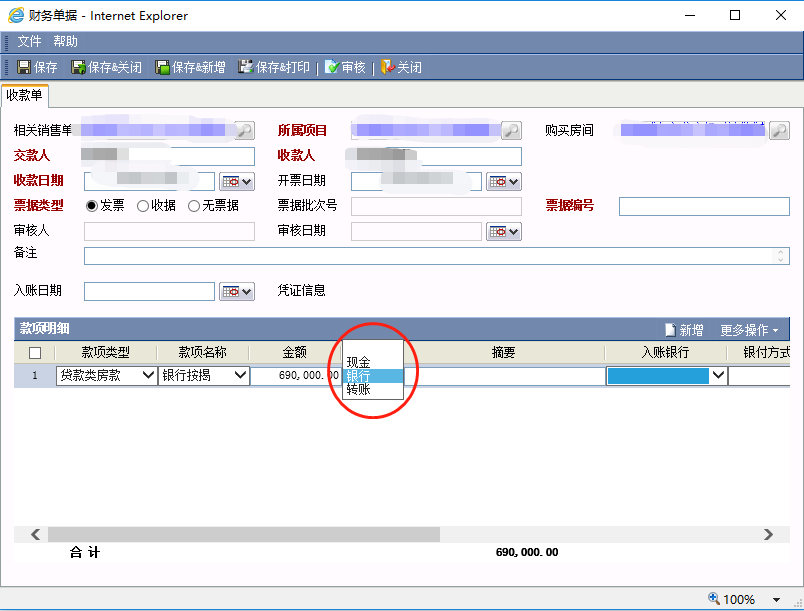 财务单据 - Internet Explorer
文件 帮助
保存 保存&关闭 保存&新增 保存&打印 审核 关闭
收款单
相关销售单 所属项目 购买房间
交款人 收款人
收款日期 开票日期
票据类型 发票 收据 无票据 票据批次号 票据编号
审核人 审核日期
备注
入账日期 凭证信息
款项明细 新增 更多操作
款项类型 款项名称 金额 摘要 入账银行 银付方式
现金
1 贷款类房款 银行按揭 690,000.00 银行
转账
合 计 690,000.00
100%